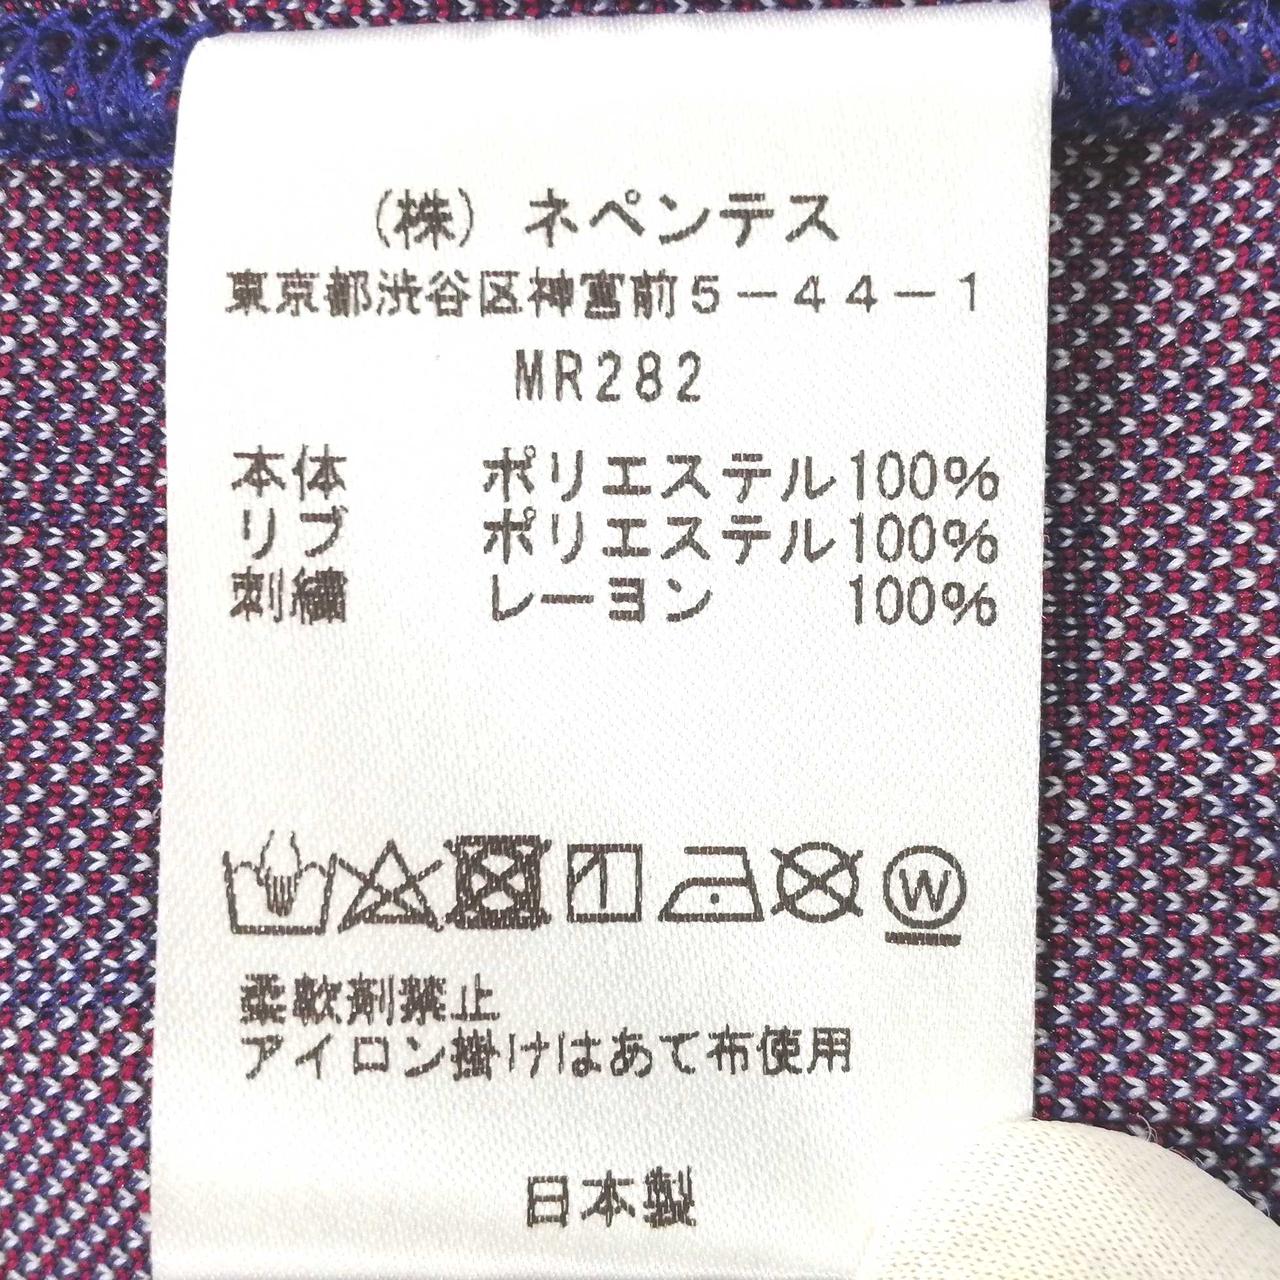 (株) ネペンテス
東京都渋谷区神宮前5－44－1
MR282
本体 ポリエステル100%
リブ ポリエステル100%
刺繍 レーヨン 100%
W
柔軟剤禁止
アイロン掛けはあて布使用
日本製